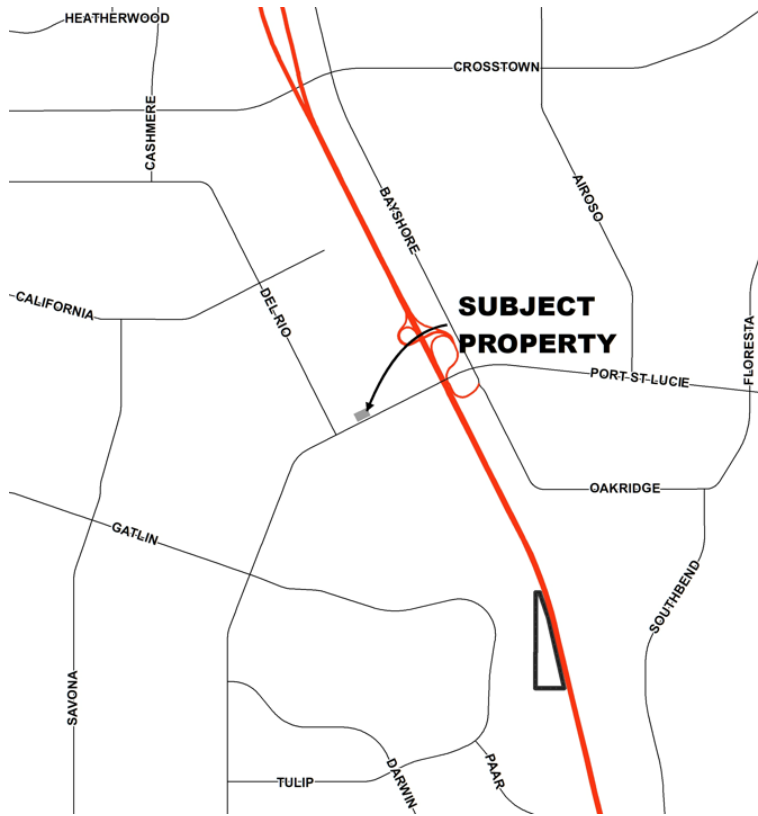 HEATHERWOOD
CROSSTOWN
CASHMERE
AIROSO
BAYSHORE
CALIFORNIA
DEL RIO
SUBJECT
PROPERTY
FLORESTA
PORT ST LUCIE
OAKRIDGE
GATLIN
SOUTHBEND
SAVONA
TULIP
DARWIN
PAAR